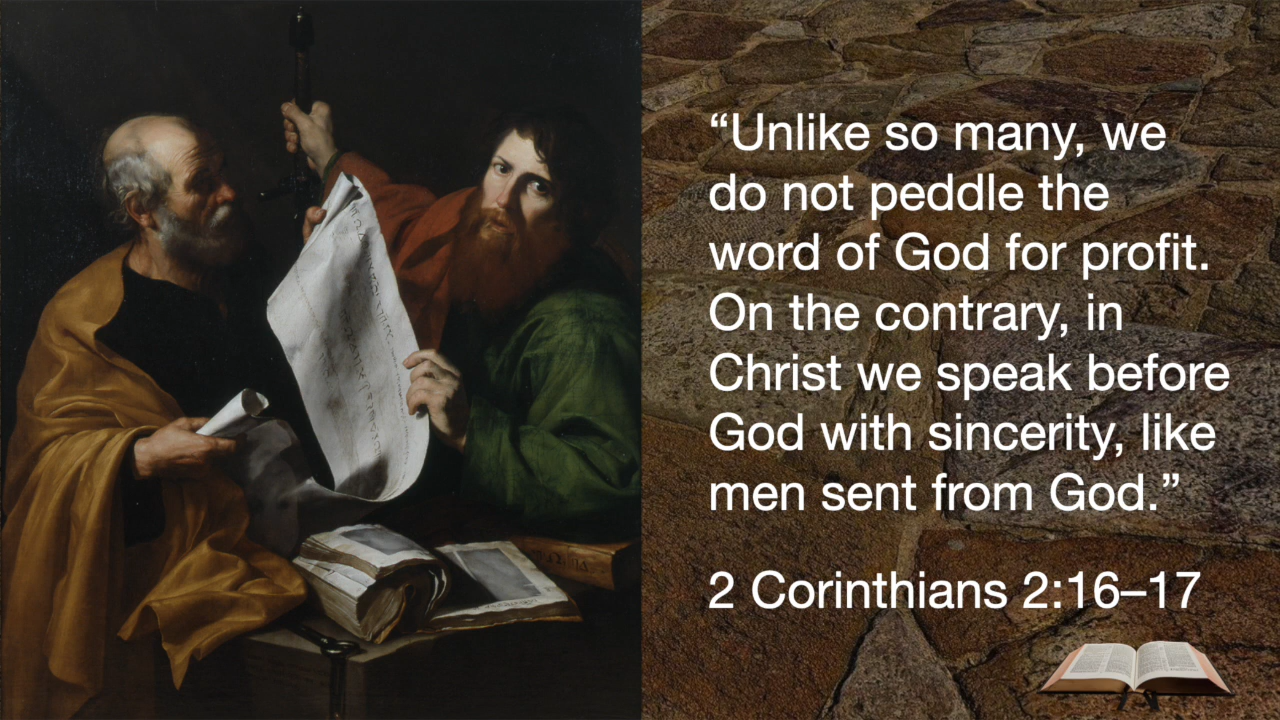 “Unlike so many, we
do not peddle the
word of God for profit.
On the contrary, in
Christ we speak before
God with sincerity, like
men sent from God.”
2 Corinthians 2:16–17